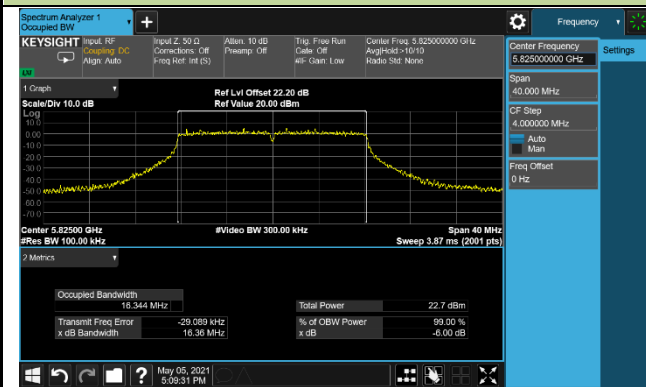 Spectrum Analyzer 1
Occupied BW
Frequency
KEYSIGHT
Input: RF
Coupling: DC
Align: Auto
Input Z: 50 Ω
Corrections: Off
Freq Ref: Int (S)
Atten: 10 dB
Preamp: Off
Trig: Free Run
Gate: Off
#IF Gain: Low
Center Freq: 5.825000000 GHz
Avg|Hold:>10/10
Radio Std: None
LXI
Center Frequency
5.825000000 GHz
Settings
Span
40.000 MHz
CF Step
4.000000 MHz
Auto
Man
Freq Offset
0 Hz
1 Graph
Scale/Div 10.0 dB
Ref Lvl Offset 22.20 dB
Ref Value 20.00 dBm
Log
10.0
0.00
-10.0
-20.0
-30.0
-40.0
-50.0
-60.0
-70.0
Center 5.82500 GHz
#Video BW 300.00 kHz
Span 40 MHz
#Res BW 100.00 kHz
Sweep 3.87 ms (2001 pts)
2 Metrics
Occupied Bandwidth
16.344 MHz
Total Power
22.7 dBm
Transmit Freq Error
-29.089 kHz
% of OBW Power
99.00 %
x dB Bandwidth
16.36 MHz
x dB
-6.00 dB
May 05, 2021
5:09:31 PM